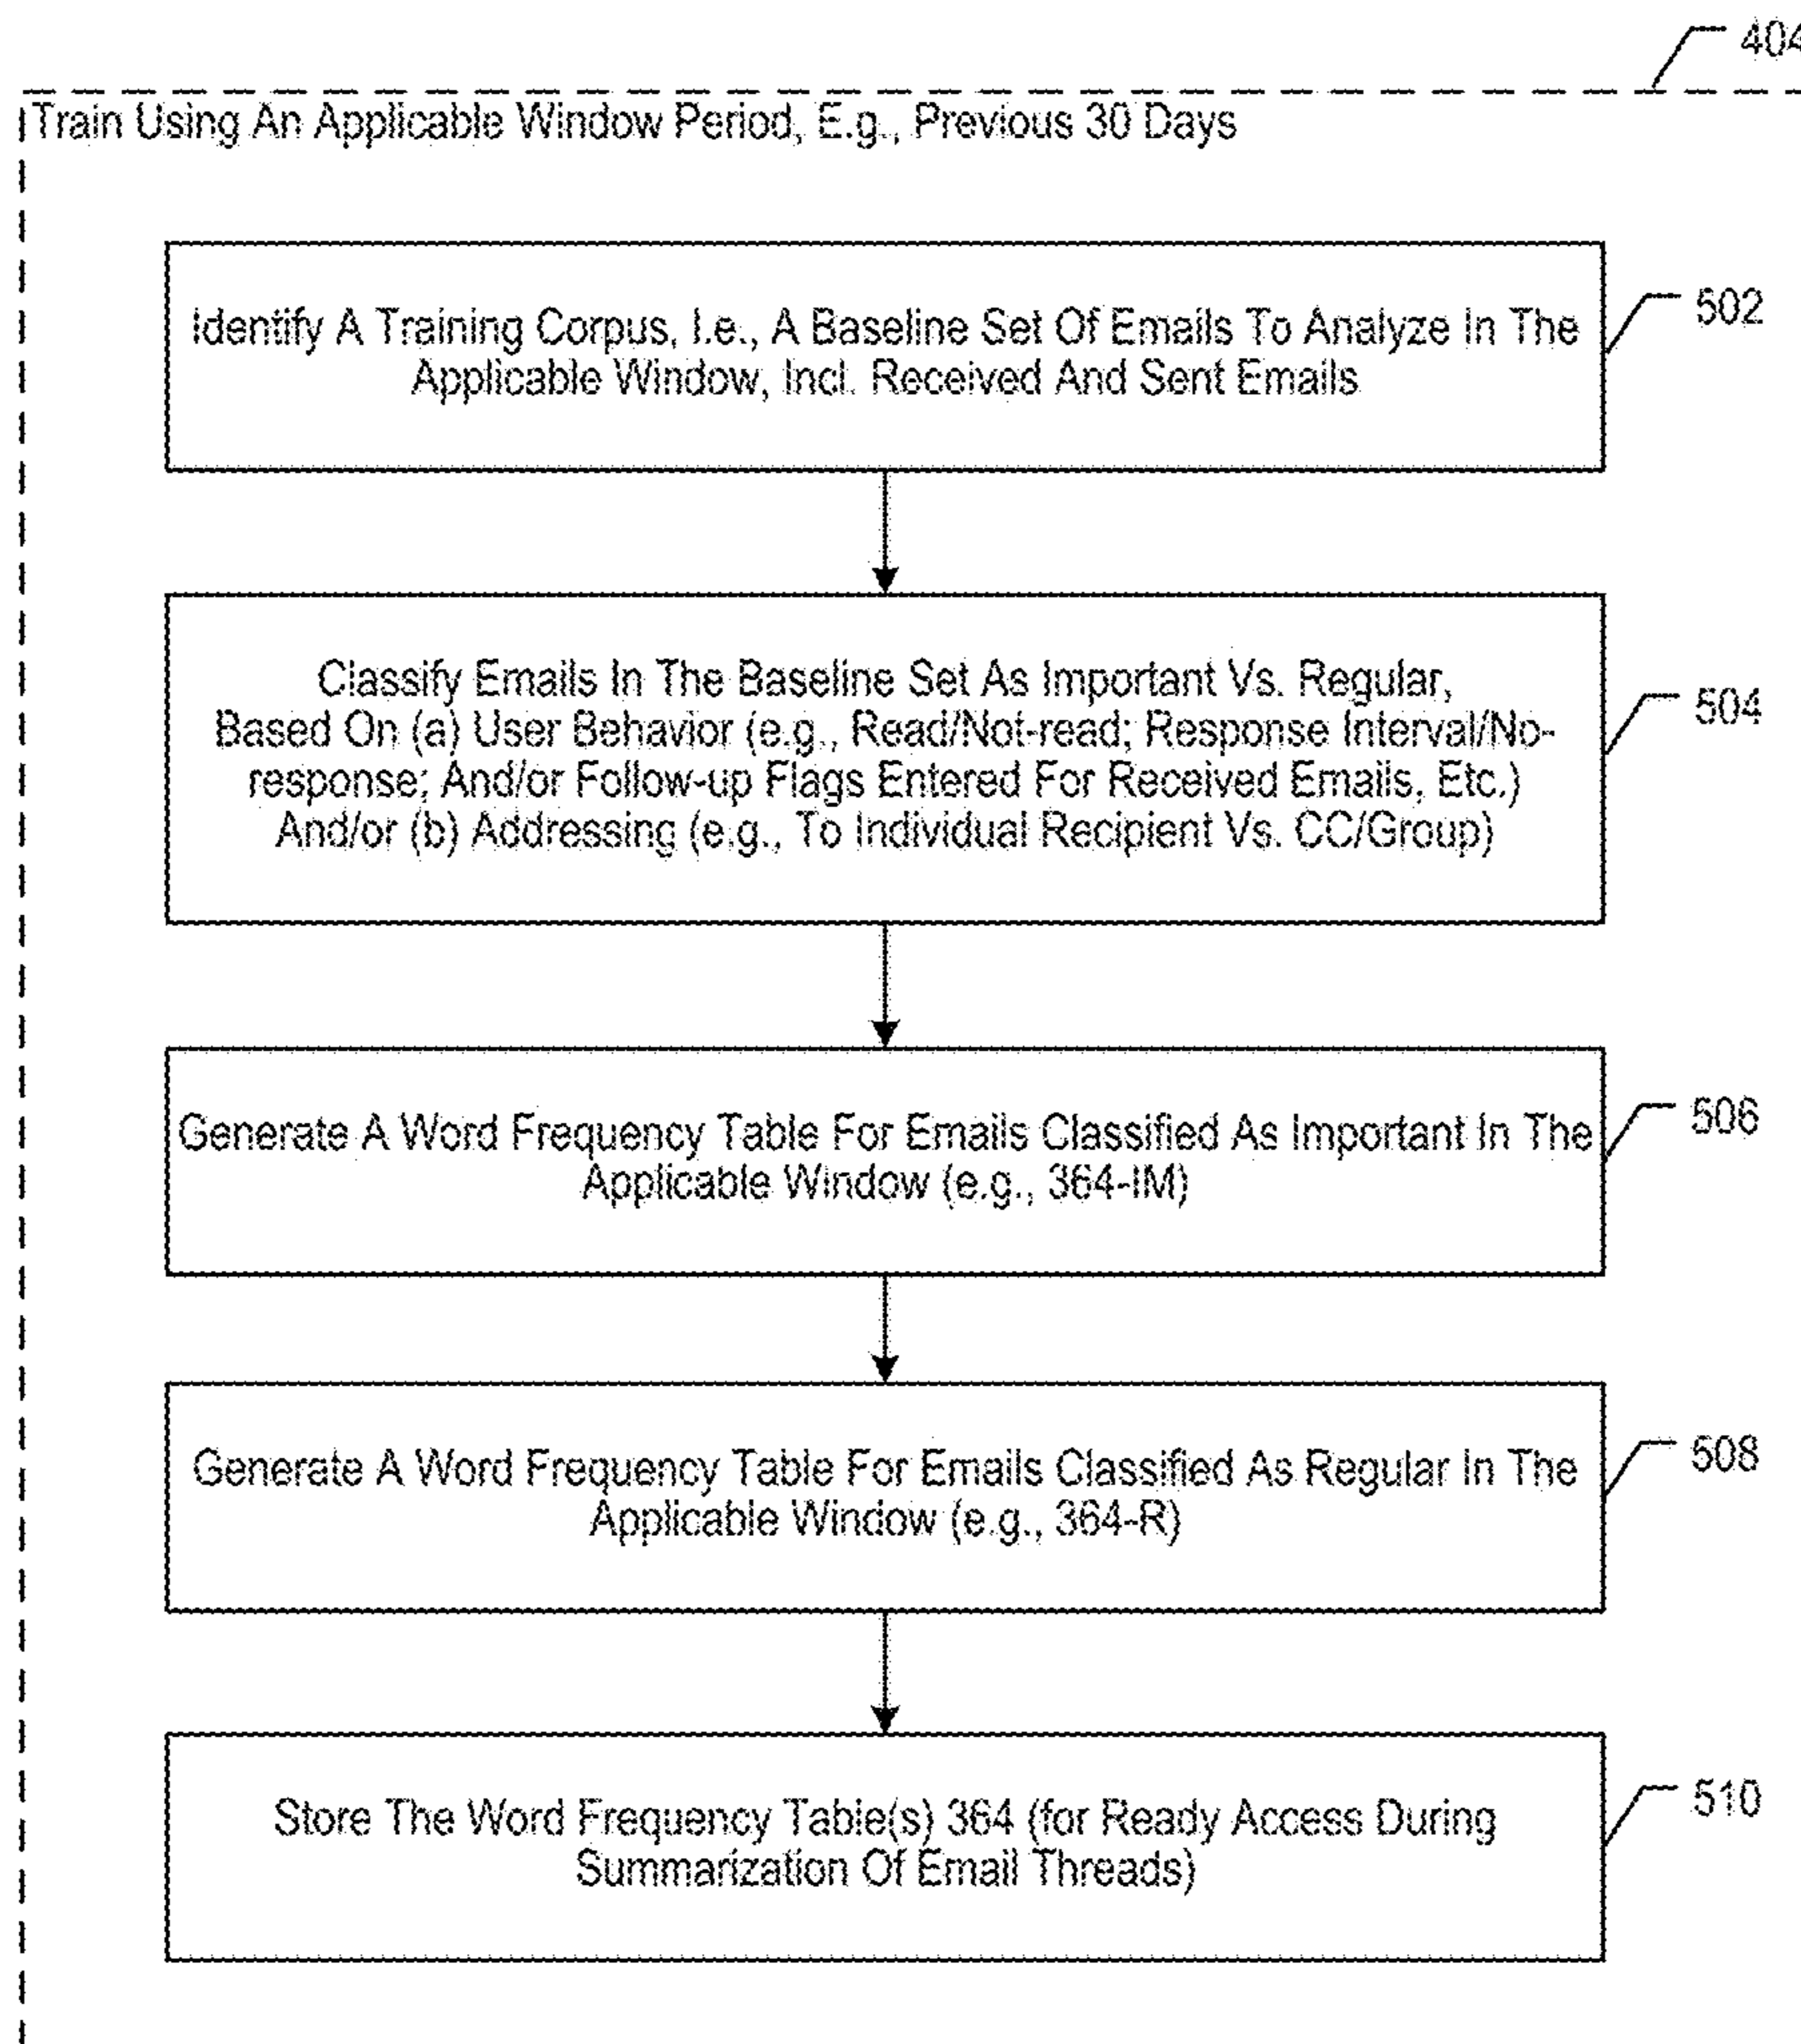 404
Train Using An Applicable Window Period, E.g., Previous 30 Days
Identify A Training Corpus, I.e., A Baseline Set Of Emails To Analyze In The
Applicable Window, Incl. Received And Sent Emails
502
Classify Emails In The Baseline Set As Important Vs. Regular,
Based On (a) User Behavior (e.g., Read/Not-read; Response Interval/No-
response; And/or Follow-up Flags Entered For Received Emails, Etc.)
And/or (b) Addressing (e.g., To Individual Recipient Vs. CC/Group)
504
Generate A Word Frequency Table For Emails Classified As Important In The
Applicable Window (e.g., 364-IM)
506
Generate A Word Frequency Table For Emails Classified As Regular In The
Applicable Window (e.g., 364-R)
508
Store The Word Frequency Table(s) 364 (for Ready Access During
Summarization Of Email Threads)
510